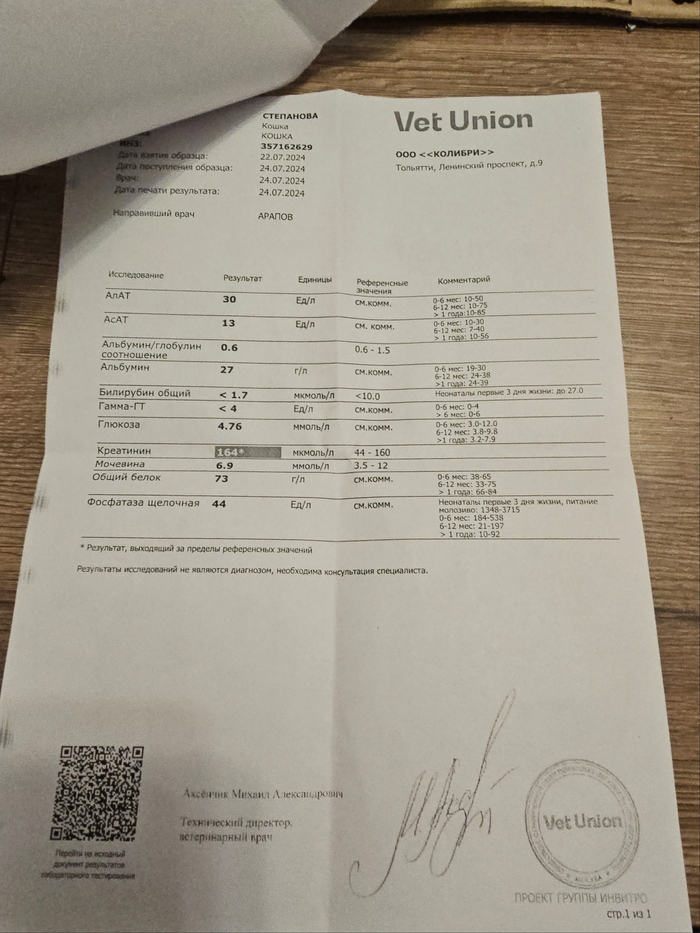 СТЕПАНОВА
Кошка
КОШКА
ИНЗ: 357162629
Дата взятия образца: 22.07.2024
Дата поступления образца: 24.07.2024
Врач: 24.07.2024
Дата печати результата: 24.07.2024
Направивший врач АРАПОВ
Vet Union
ООО <<КОЛИБРИ>>
Тольятти, Ленинский проспект, д.9
Исследование Результат Единицы Референсные значения Комментарий
АлАТ 30 Ед/л см.комм. 0-6 мес: 10-50
6-12 мес: 10-75
> 1 года:10-85
АсАТ 13 Ед/л см. комм. 0-6 мес: 10-30
6-12 мес: 7-40
> 1 года: 10-56
Альбумин/глобулин соотношение 0.6 0.6 - 1.5
Альбумин 27 г/л см.комм. 0-6 мес: 19-30
6-12 мес: 24-38
>1 года: 24-39
Билирубин общий < 1.7 мкмоль/л <10.0 Неонаталы первые 3 дня жизни: до 27.0
Гамма-ГТ < 4 Ед/л см.комм. 0-6 мес: 0-4
> 6 мес: 0-6
Глюкоза 4.76 ммоль/л см.комм. 0-6 мес: 3.0-12.0
6-12 мес: 3.8-9.8
>1 года: 3.2-7.9
Креатинин 164* мкмоль/л 44 - 160
Мочевина 6.9 ммоль/л 3.5 - 12
Общий белок 73 г/л см.комм. 0-6 мес: 38-65
6-12 мес: 33-75
> 1 года: 66-84
Фосфатаза щелочная 44 Ед/л см.комм. Неонаталы первые 3 дня жизни, питание
молозиво: 1348-3715
0-6 мес: 184-538
6-12 мес: 21-197
> 1 года: 10-92
* Результат, выходящий за пределы референсных значений
Результаты исследований не являются диагнозом, необходима консультация специалиста.
Аксёнчик Михаил Александрович
Технический директор,
ветеринарный врач
Перейти на исходный
документ результатов
лабораторного тестирования
Vet Union
МОСКВА
ПРОЕКТ ГРУППЫ ИНВИТРО
стр.1 из 1